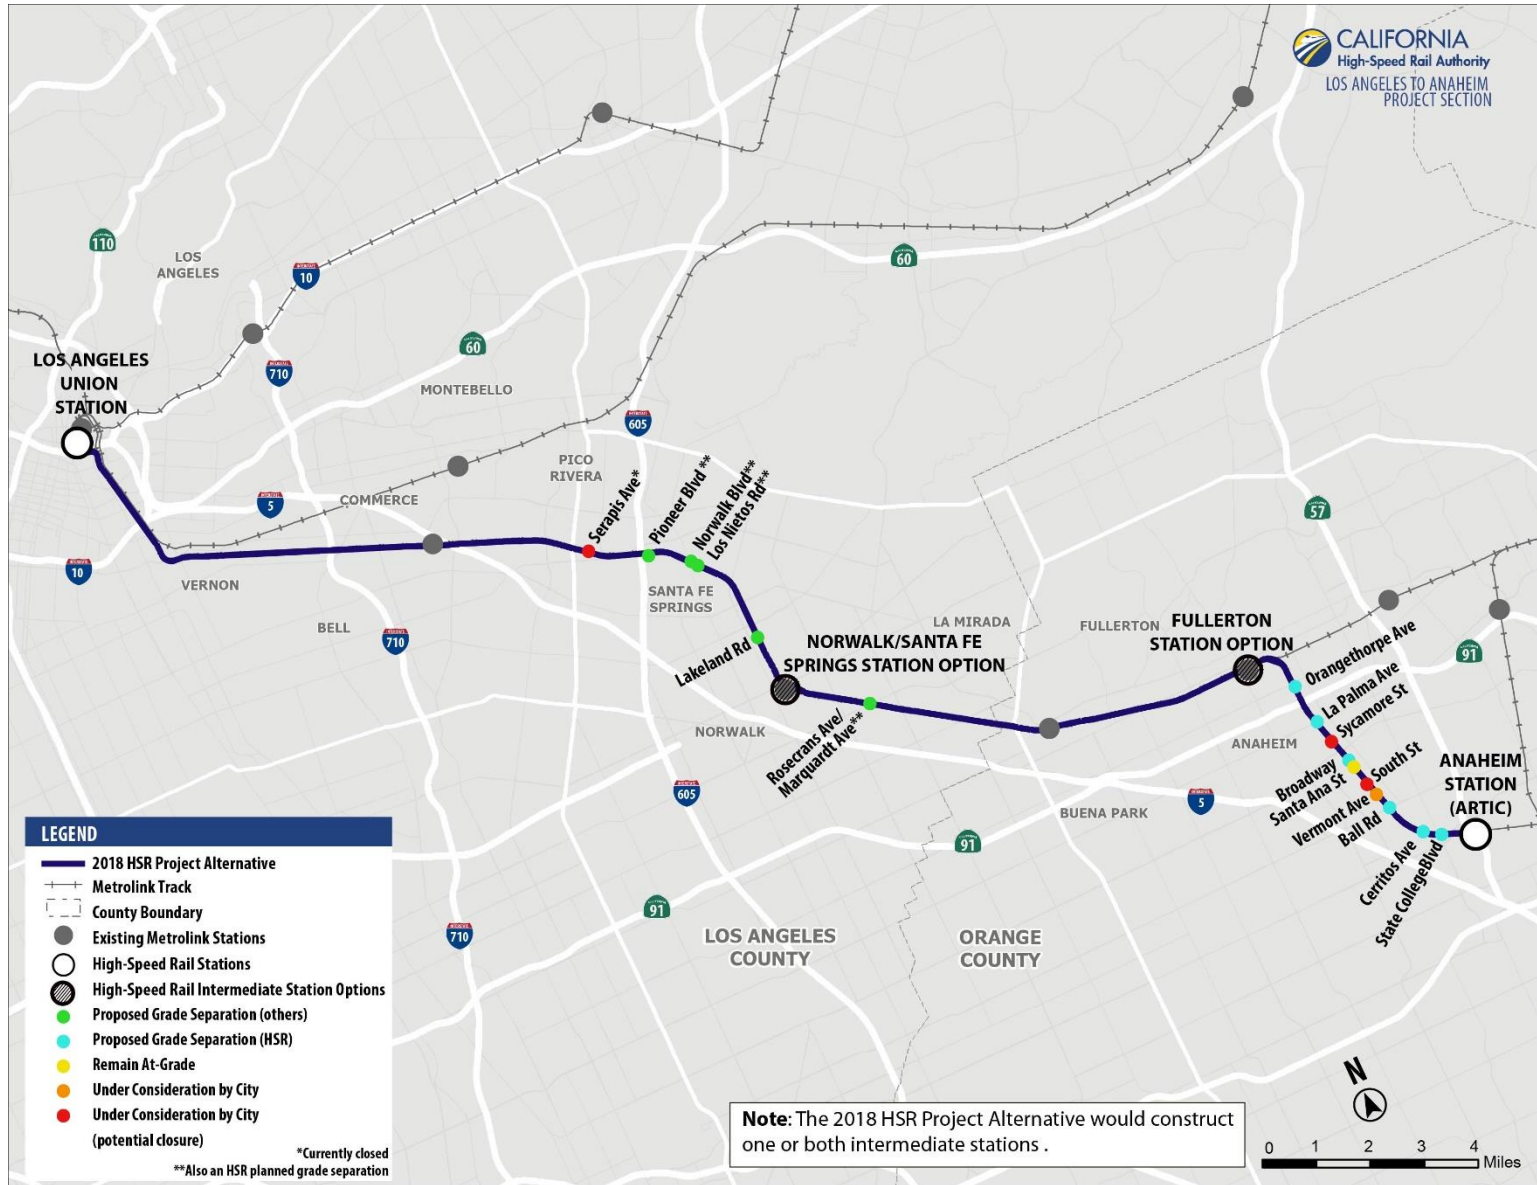 CALIFORNIA
High-Speed Rail Authority
LOS ANGELES TO ANAHEIM
PROJECT SECTION
110
LOS
ANGELES
10
60
60
LOS ANGELES
UNION
STATION
710
MONTEBELLO
605
PICO
RIVERA
5
COMMERCE
10
VERNON
BELL
710
Serapis Ave*
Pioneer Blvd **
Norwalk Blvd**
Los Nietos Rd**
SANTA FE
SPRINGS
57
LA MIRADA
FULLERTON
FULLERTON
STATION OPTION
NORWALK/SANTA FE
SPRINGS STATION OPTION
Lakeland Rd
91
Orangethorpe Ave
La Palma Ave
Sycamore St
NORWALK
Rosecrans Ave/
Marquardt Ave**
ANAHEIM
Broadway
Santa Ana St
South St
Vermont Ave
Ball Rd
ANAHEIM
STATION
(ARTIC)
605
5
BUENA PARK
91
Cerritos Ave
State CollegeBlvd
91
710
LOS ANGELES
COUNTY
ORANGE
COUNTY
LEGEND
2018 HSR Project Alternative
Metrolink Track
County Boundary
Existing Metrolink Stations
High-Speed Rail Stations
High-Speed Rail Intermediate Station Options
Proposed Grade Separation (others)
Proposed Grade Separation (HSR)
Remain At-Grade
Under Consideration by City
Under Consideration by City
(potential closure)
*Currently closed
**Also an HSR planned grade separation
Note: The 2018 HSR Project Alternative would construct
one or both intermediate stations .
N
0 1 2 3 4
Miles